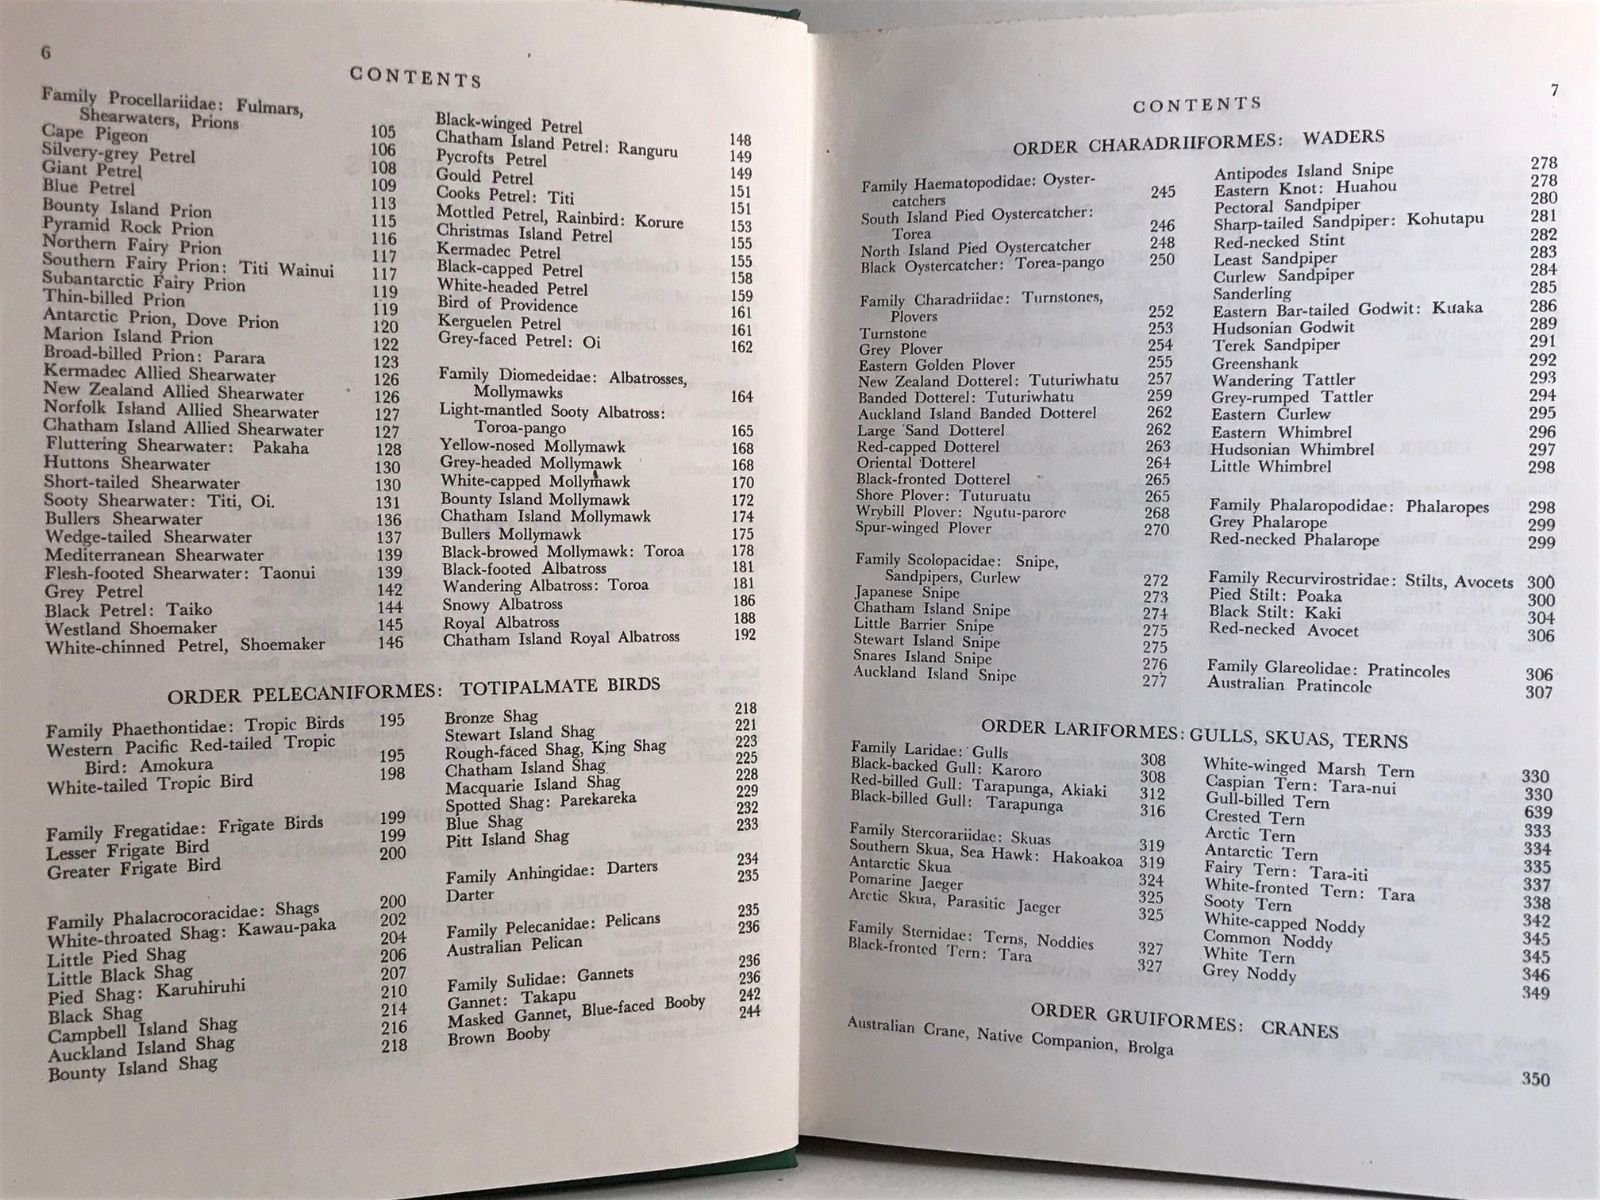 6
CONTENTS
Family Procellariidae: Fulmars,
Shearwaters, Prions 105
Cape Pigeon 106
Silvery-grey Petrel 108
Giant Petrel 109
Blue Petrel 113
Bounty Island Prion 115
Pyramid Rock Prion 116
Northern Fairy Prion 117
Southern Fairy Prion: Titi Wainui 117
Subantarctic Fairy Prion 119
Thin-billed Prion 119
Antarctic Prion, Dove Prion 120
Marion Island Prion 122
Broad-billed Prion: Parara 123
Kermadec Allied Shearwater 126
New Zealand Allied Shearwater 126
Norfolk Island Allied Shearwater 127
Chatham Island Allied Shearwater 127
Fluttering Shearwater: Pakaha 128
Huttons Shearwater 130
Short-tailed Shearwater 130
Sooty Shearwater: Titi, Oi. 131
Bullers Shearwater 136
Wedge-tailed Shearwater 137
Mediterranean Shearwater 139
Flesh-footed Shearwater: Taonui 139
Grey Petrel 142
Black Petrel: Taiko 144
Westland Shoemaker 145
White-chinned Petrel, Shoemaker 146
Black-winged Petrel 148
Chatham Island Petrel: Ranguru 149
Pycrofts Petrel 149
Gould Petrel 151
Cooks Petrel: Titi 151
Mottled Petrel, Rainbird: Korure 153
Christmas Island Petrel 155
Kermadec Petrel 155
Black-capped Petrel 158
White-headed Petrel 159
Bird of Providence 161
Kerguelen Petrel 161
Grey-faced Petrel: Oi 162
Family Diomedeidae: Albatrosses,
Mollymawks 164
Light-mantled Sooty Albatross:
Toroa-pango 165
Yellow-nosed Mollymawk 168
Grey-headed Mollymawk 168
White-capped Mollymawk 170
Bounty Island Mollymawk 172
Chatham Island Mollymawk 174
Bullers Mollymawk 175
Black-browed Mollymawk: Toroa 178
Black-footed Albatross 181
Wandering Albatross: Toroa 181
Snowy Albatross 186
Royal Albatross 188
Chatham Island Royal Albatross 192
ORDER PELECANIFORMES: TOTIPALMATE BIRDS
Family Phaethontidae: Tropic Birds 195
Western Pacific Red-tailed Tropic
Bird: Amokura 195
White-tailed Tropic Bird 198
Family Fregatidae: Frigate Birds 199
Lesser Frigate Bird 199
Greater Frigate Bird 200
Family Phalacrocoracidae: Shags 200
White-throated Shag: Kawau-paka 202
Little Pied Shag 204
Little Black Shag 206
Pied Shag: Karuhiruhi 207
Black Shag 210
Campbell Island Shag 214
Auckland Island Shag 216
Bounty Island Shag 218
Bronze Shag 218
Stewart Island Shag 221
Rough-faced Shag, King Shag 223
Chatham Island Shag 225
Macquarie Island Shag 228
Spotted Shag: Parekareka 229
Blue Shag 232
Pitt Island Shag 233
Family Anhingidae: Darters 234
Darter 235
Family Pelecanidae: Pelicans 235
Australian Pelican 236
Family Sulidae: Gannets 236
Gannet: Takapu 236
Masked Gannet, Blue-faced Booby 242
Brown Booby 244
7
CONTENTS
ORDER CHARADRIIFORMES: WADERS
Family Haematopodidae: Oyster-
catchers 245
South Island Pied Oystercatcher:
Torea 246
North Island Pied Oystercatcher 248
Black Oystercatcher: Torea-pango 250
Family Charadriidae: Turnstones,
Plovers 252
Turnstone 253
Grey Plover 254
Eastern Golden Plover 255
New Zealand Dotterel: Tuturiwhatu 257
Banded Dotterel: Tuturiwhatu 259
Auckland Island Banded Dotterel 262
Large Sand Dotterel 262
Red-capped Dotterel 263
Oriental Dotterel 264
Black-fronted Dotterel 265
Shore Plover: Tuturuatu 265
Wrybill Plover: Ngutu-parore 268
Spur-winged Plover 270
Family Scolopacidae: Snipe,
Sandpipers, Curlew 272
Japanese Snipe 273
Chatham Island Snipe 274
Little Barrier Snipe 275
Stewart Island Snipe 275
Snares Island Snipe 276
Auckland Island Snipe 277
Antipodes Island Snipe 278
Eastern Knot: Huahou 278
Pectoral Sandpiper 280
Sharp-tailed Sandpiper: Kohutapu 281
Red-necked Stint 282
Least Sandpiper 283
Curlew Sandpiper 284
Sanderling 285
Eastern Bar-tailed Godwit: Kuaka 286
Hudsonian Godwit 289
Terek Sandpiper 291
Greenshank 292
Wandering Tattler 293
Grey-rumped Tattler 294
Eastern Curlew 295
Eastern Whimbrel 296
Hudsonian Whimbrel 297
Little Whimbrel 298
Family Phalaropodidae: Phalaropes 298
Grey Phalarope 299
Red-necked Phalarope 299
Family Recurvirostridae: Stilts, Avocets 300
Pied Stilt: Poaka 300
Black Stilt: Kaki 304
Red-necked Avocet 306
Family Glareolidae: Pratincoles 306
Australian Pratincole 307
ORDER LARIFORMES: GULLS, SKUAS, TERNS
Family Laridae: Gulls 308
Black-backed Gull: Karoro 308
Red-billed Gull: Tarapunga, Akiaki 312
Black-billed Gull: Tarapunga 316
Family Stercorariidae: Skuas 319
Southern Skua, Sea Hawk: Hakoakoa 319
Antarctic Skua 324
Pomarine Jaeger 325
Arctic Skua, Parasitic Jaeger 325
Family Sternidae: Terns, Noddies 327
Black-fronted Tern: Tara 327
White-winged Marsh Tern 330
Caspian Tern: Tara-nui 330
Gull-billed Tern 639
Crested Tern 333
Arctic Tern 334
Antarctic Tern 335
Fairy Tern: Tara-iti 337
White-fronted Tern: Tara 338
Sooty Tern 342
White-capped Noddy 345
Common Noddy 345
White Tern 346
Grey Noddy 349
ORDER GRUIFORMES: CRANES
Australian Crane, Native Companion, Brolga 350